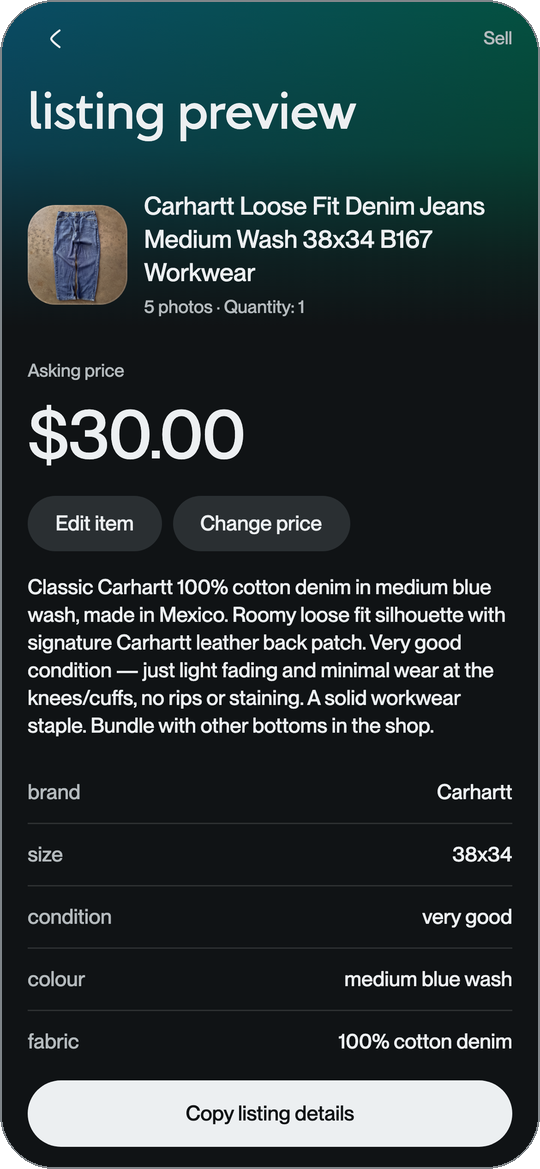 Sell
listing preview
Carhartt Loose Fit Denim Jeans
Medium Wash 38x34 B167
Workwear
5 photos · Quantity: 1
Asking price
$30.00
Edit item
Change price
Classic Carhartt 100% cotton denim in medium blue
wash, made in Mexico. Roomy loose fit silhouette with
signature Carhartt leather back patch. Very good
condition — just light fading and minimal wear at the
knees/cuffs, no rips or staining. A solid workwear
staple. Bundle with other bottoms in the shop.
brand Carhartt
size 38x34
condition very good
colour medium blue wash
fabric 100% cotton denim
Copy listing details